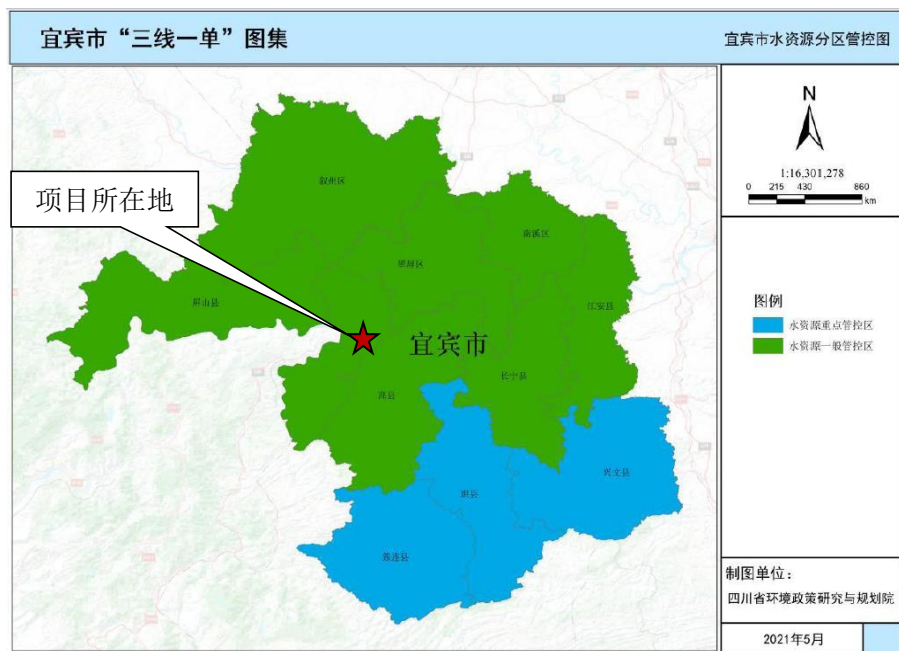 宜宾市“三线一单”图集
宜宾市水资源分区管控图
N
1:16,301,278
0 215 430 860
km
项目所在地
叙州区
南溪区
翠屏区
江安县
屏山县
宜宾市
长宁县
高县
兴文县
珙县
筠连县
图例
水资源重点管控区
水资源一般管控区
制图单位：
四川省环境政策研究与规划院
2021年5月